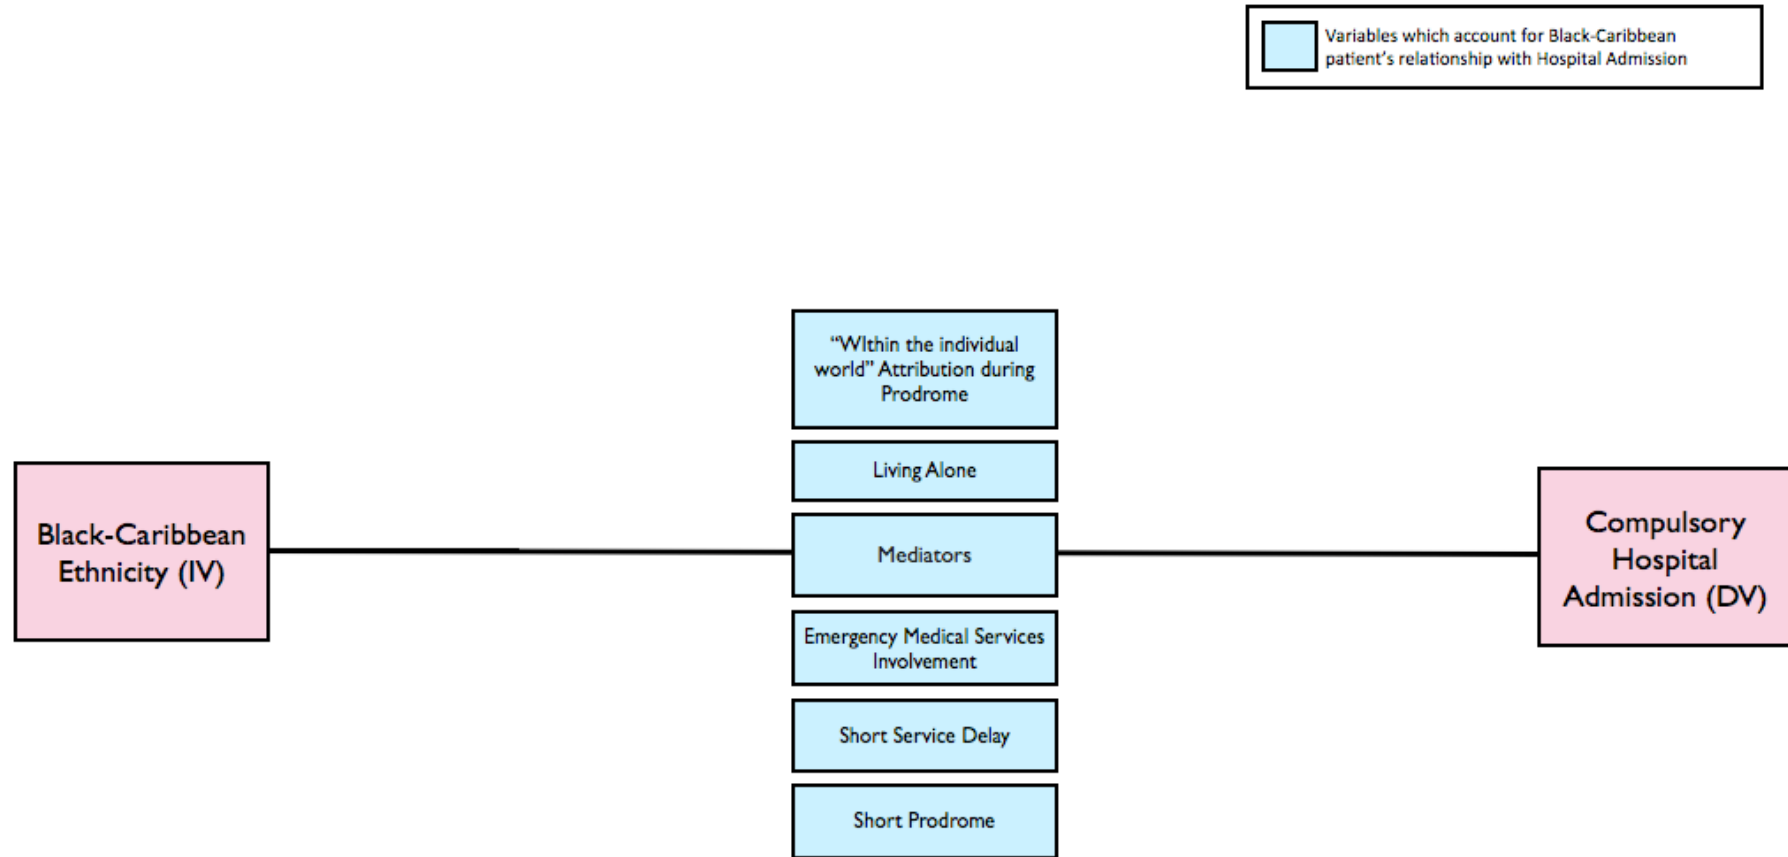 Variables which account for Black-Caribbean
patient's relationship with Hospital Admission
“WIthin the individual
world” Attribution during
Prodrome
Living Alone
Black-Caribbean
Ethnicity (IV)
Mediators
Compulsory
Hospital
Admission (DV)
Emergency Medical Services
Involvement
Short Service Delay
Short Prodrome